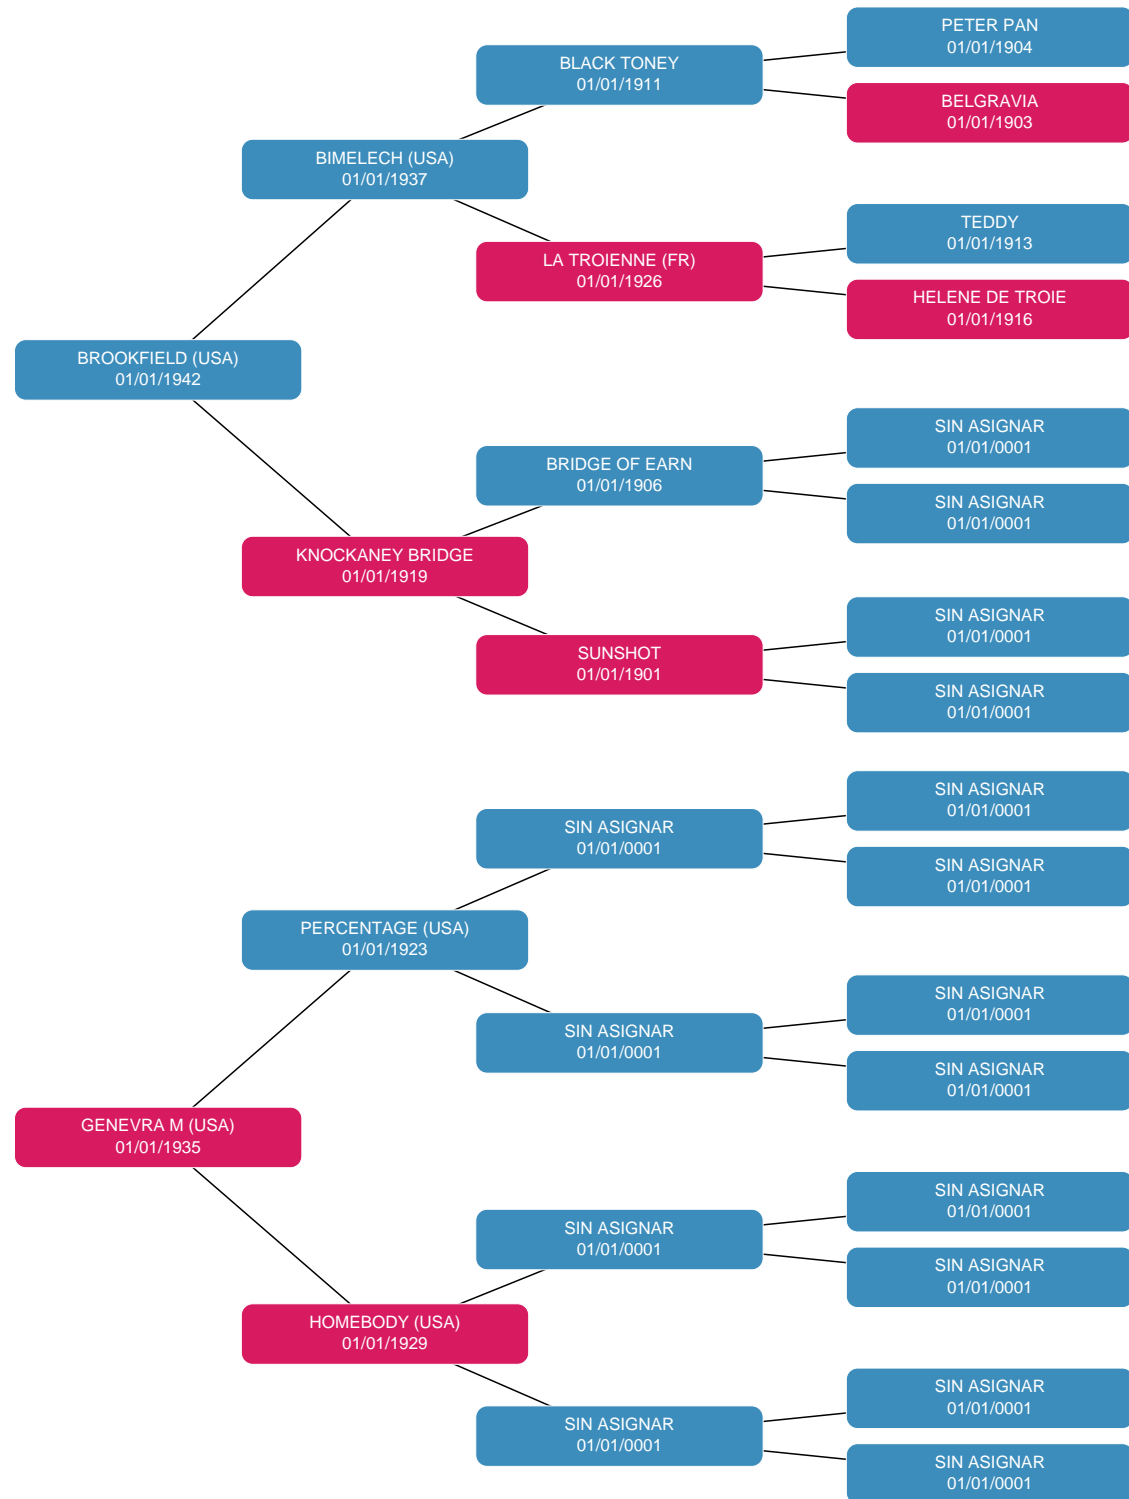 PETER PAN
01/01/1904
BLACK TONEY
01/01/1911
BELGRAVIA
01/01/1903
BIMELECH (USA)
01/01/1937
TEDDY
01/01/1913
LA TROIENNE (FR)
01/01/1926
HELENE DE TROIE
01/01/1916
BROOKFIELD (USA)
01/01/1942
SIN ASIGNAR
01/01/0001
BRIDGE OF EARN
01/01/1906
SIN ASIGNAR
01/01/0001
KNOCKANEY BRIDGE
01/01/1919
SIN ASIGNAR
01/01/0001
SUNSHOT
01/01/1901
SIN ASIGNAR
01/01/0001
SIN ASIGNAR
01/01/0001
SIN ASIGNAR
01/01/0001
SIN ASIGNAR
01/01/0001
PERCENTAGE (USA)
01/01/1923
SIN ASIGNAR
01/01/0001
SIN ASIGNAR
01/01/0001
SIN ASIGNAR
01/01/0001
GENEVRA M (USA)
01/01/1935
SIN ASIGNAR
01/01/0001
SIN ASIGNAR
01/01/0001
SIN ASIGNAR
01/01/0001
HOMEBODY (USA)
01/01/1929
SIN ASIGNAR
01/01/0001
SIN ASIGNAR
01/01/0001
SIN ASIGNAR
01/01/0001